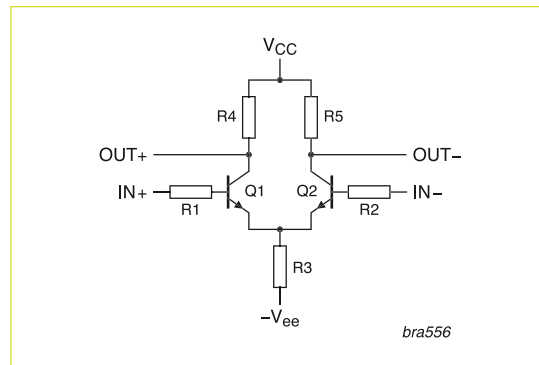 VCC
R4 R5
OUT+ OUT−
IN+ Q1 Q2 IN−
R1 R2
R3
−Vee
bra556